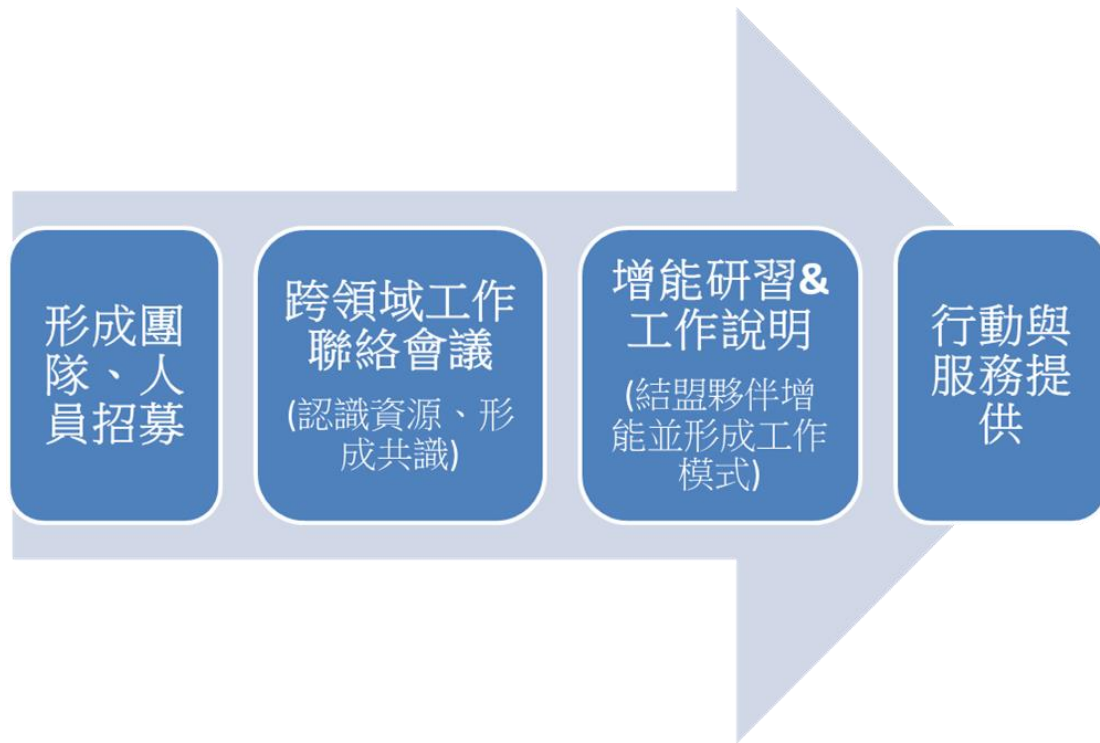 形成團
隊、人
員招募
跨領域工作
聯絡會議
(認識資源、形
成共識)
增能研習&
工作說明
(結盟夥伴增
能並形成工作
模式)
行動與
服務提
供